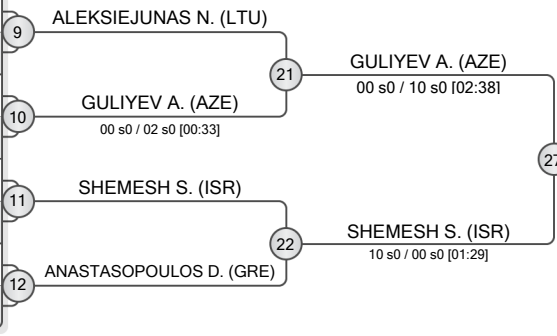 9
ALEKSIEJUNAS N. (LTU)
21
GULIYEV A. (AZE)
00 s0 / 10 s0 [02:38]
10
GULIYEV A. (AZE)
00 s0 / 02 s0 [00:33]
27
11
SHEMESH S. (ISR)
22
SHEMESH S. (ISR)
10 s0 / 00 s0 [01:29]
12
ANASTASOPOULOS D. (GRE)